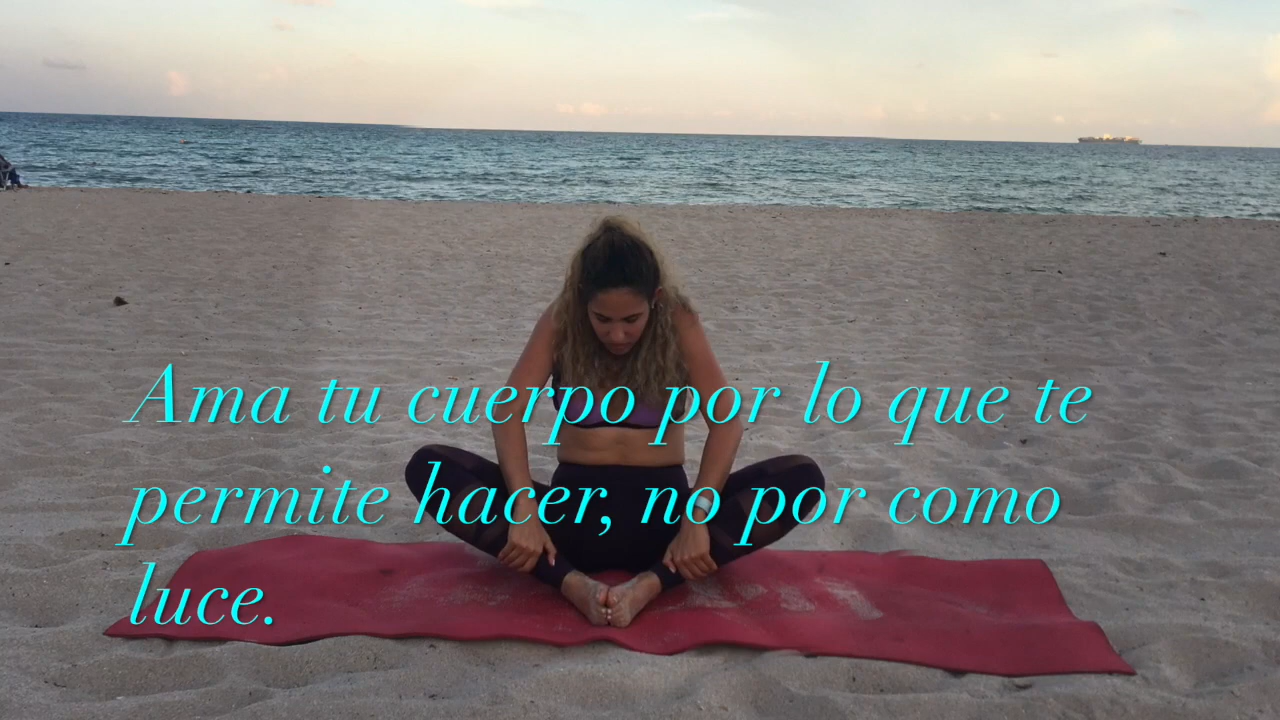 Ama tu cuerpo por lo que te
permite hacer, no por como
luce.